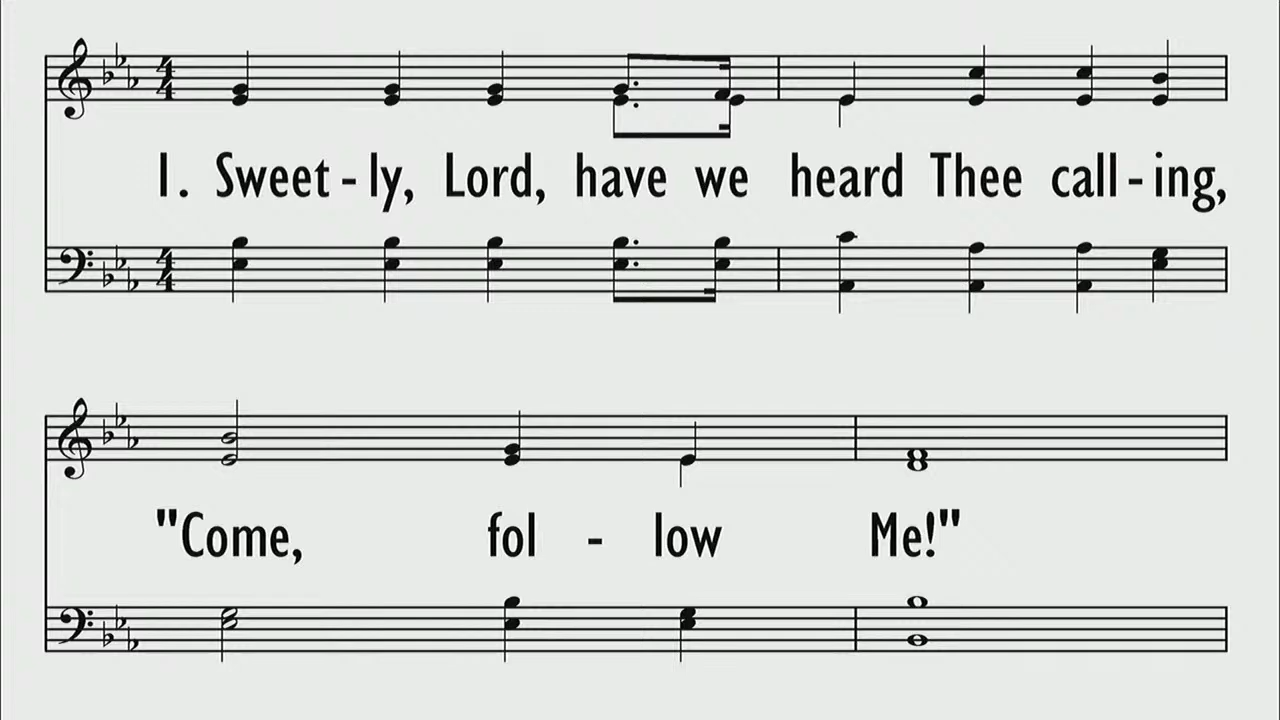 1. Sweet-ly, Lord, have we heard Thee call-ing,
"Come, fol - low Me!"